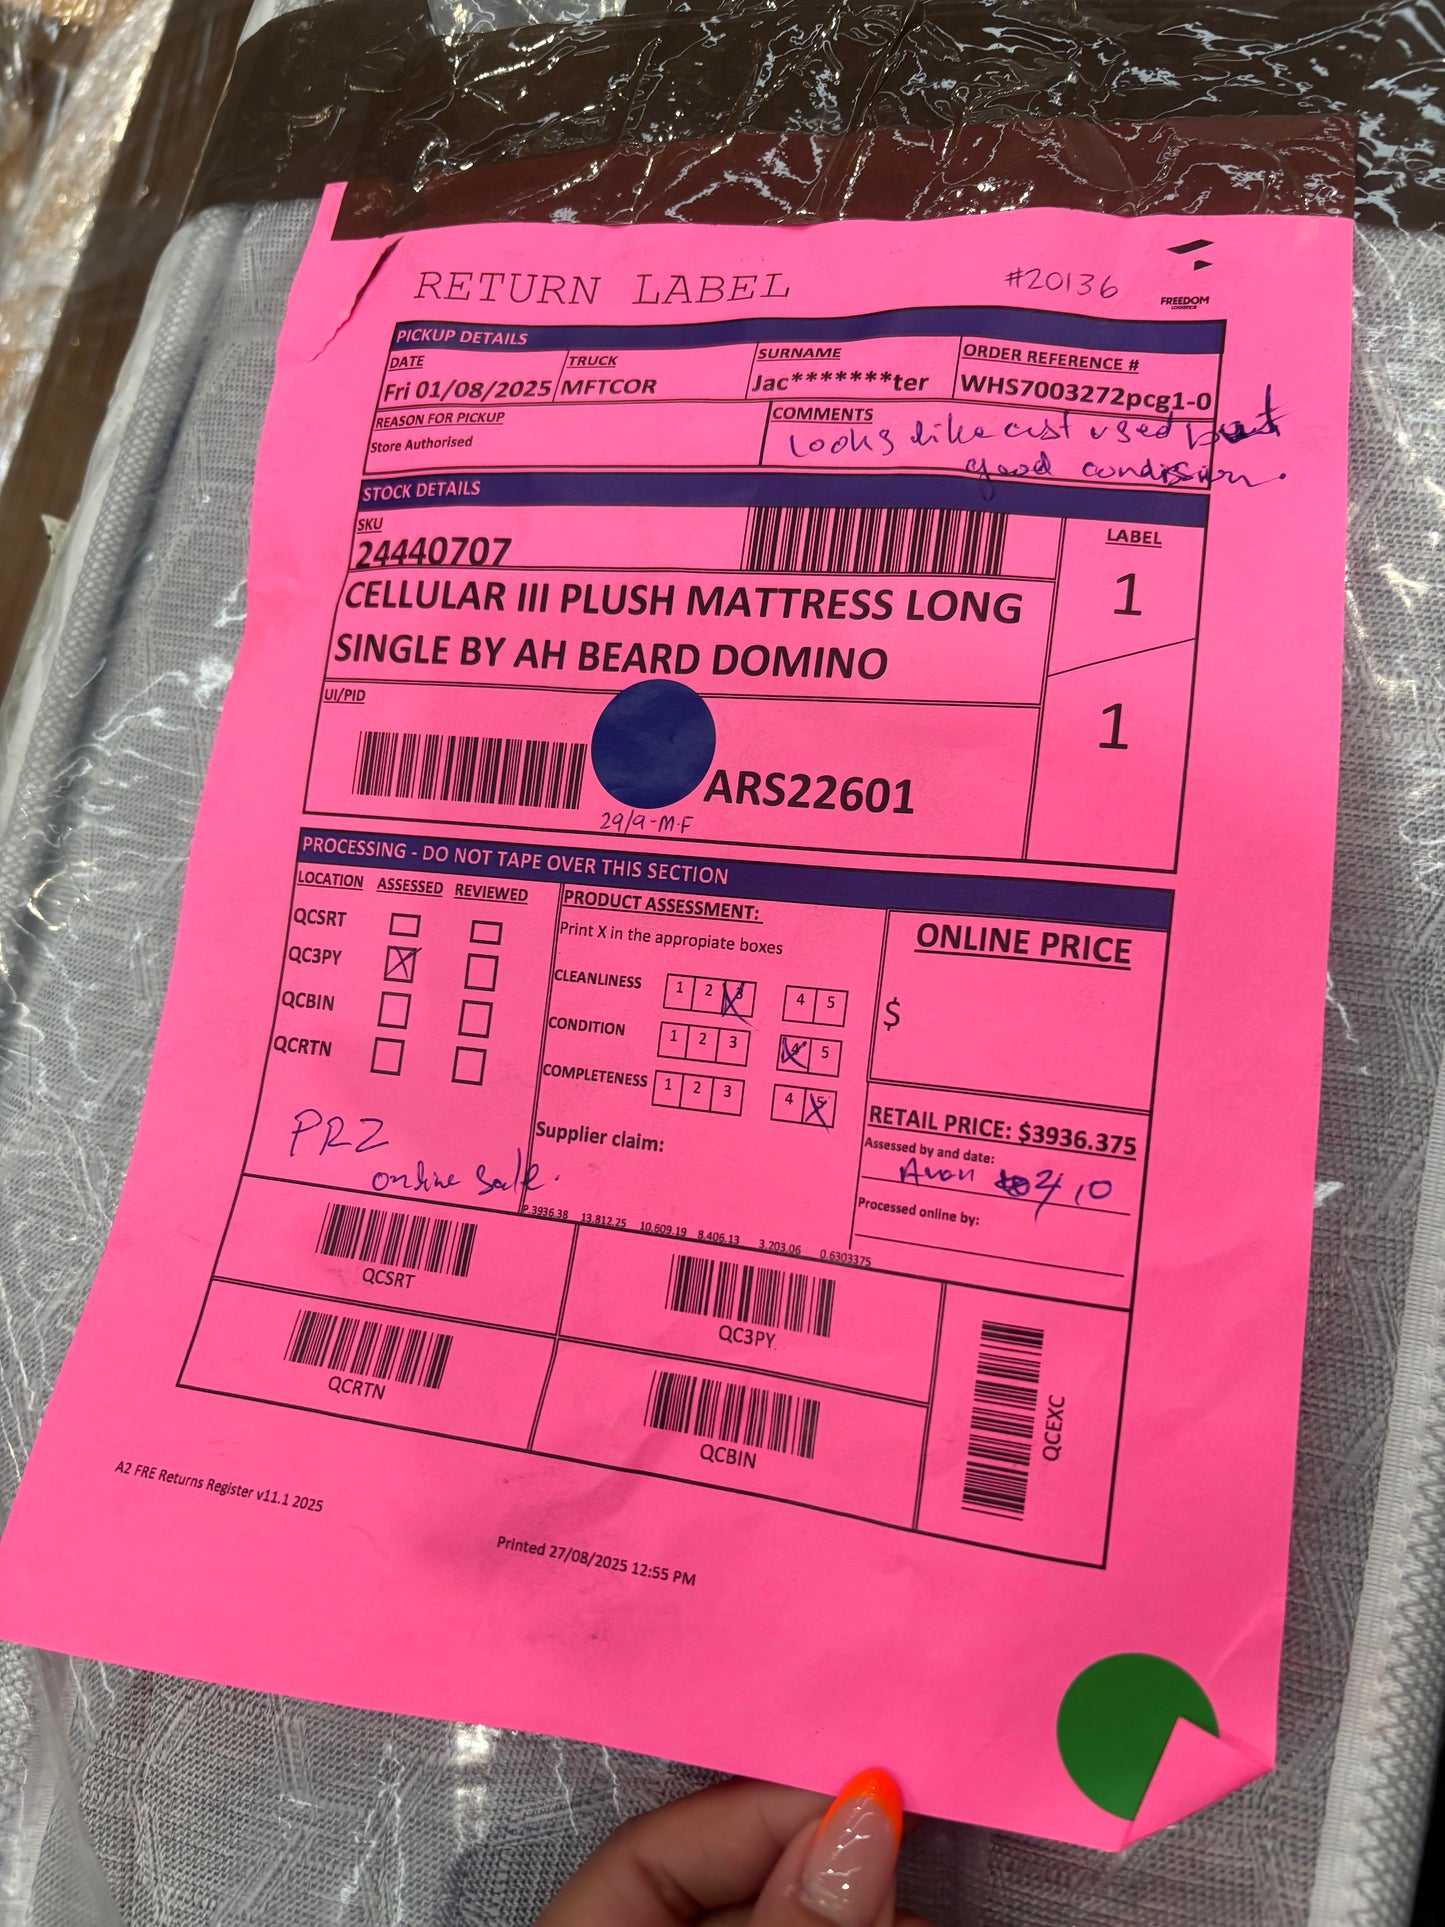 RETURN LABEL
#20136
FREEDOM
LOGISTICS
PICKUP DETAILS
DATE TRUCK SURNAME ORDER REFERENCE #
Fri 01/08/2025 MFTCOR Jac*******ter WHS7003272pcg1-0
REASON FOR PICKUP COMMENTS
Store Authorised
Looks like cust used but
good condission.
STOCK DETAILS
SKU
24440707
LABEL
1
1
CELLULAR III PLUSH MATTRESS LONG
SINGLE BY AH BEARD DOMINO
UI/PID
ARS22601
29/9-M.F
PROCESSING - DO NOT TAPE OVER THIS SECTION
LOCATION ASSESSED REVIEWED
QCSRT
QC3PY X
QCBIN
QCRTN
PRZ
online sale.
PRODUCT ASSESSMENT:
Print X in the appropiate boxes
CLEANLINESS 1 2 3 4 5
CONDITION 1 2 3 4 5
COMPLETENESS 1 2 3 4 5
Supplier claim:
ONLINE PRICE
$
RETAIL PRICE: $3936.375
Assessed by and date:
2/10
Processed online by:
P.3936.38 13.812.25 10.609.19 8.406.13 3.203.06 0.6303375
QCSRT
QC3PY
QCRTN
QCBIN
QCEXC
A2 FRE Returns Register v11.1 2025
Printed 27/08/2025 12:55 PM